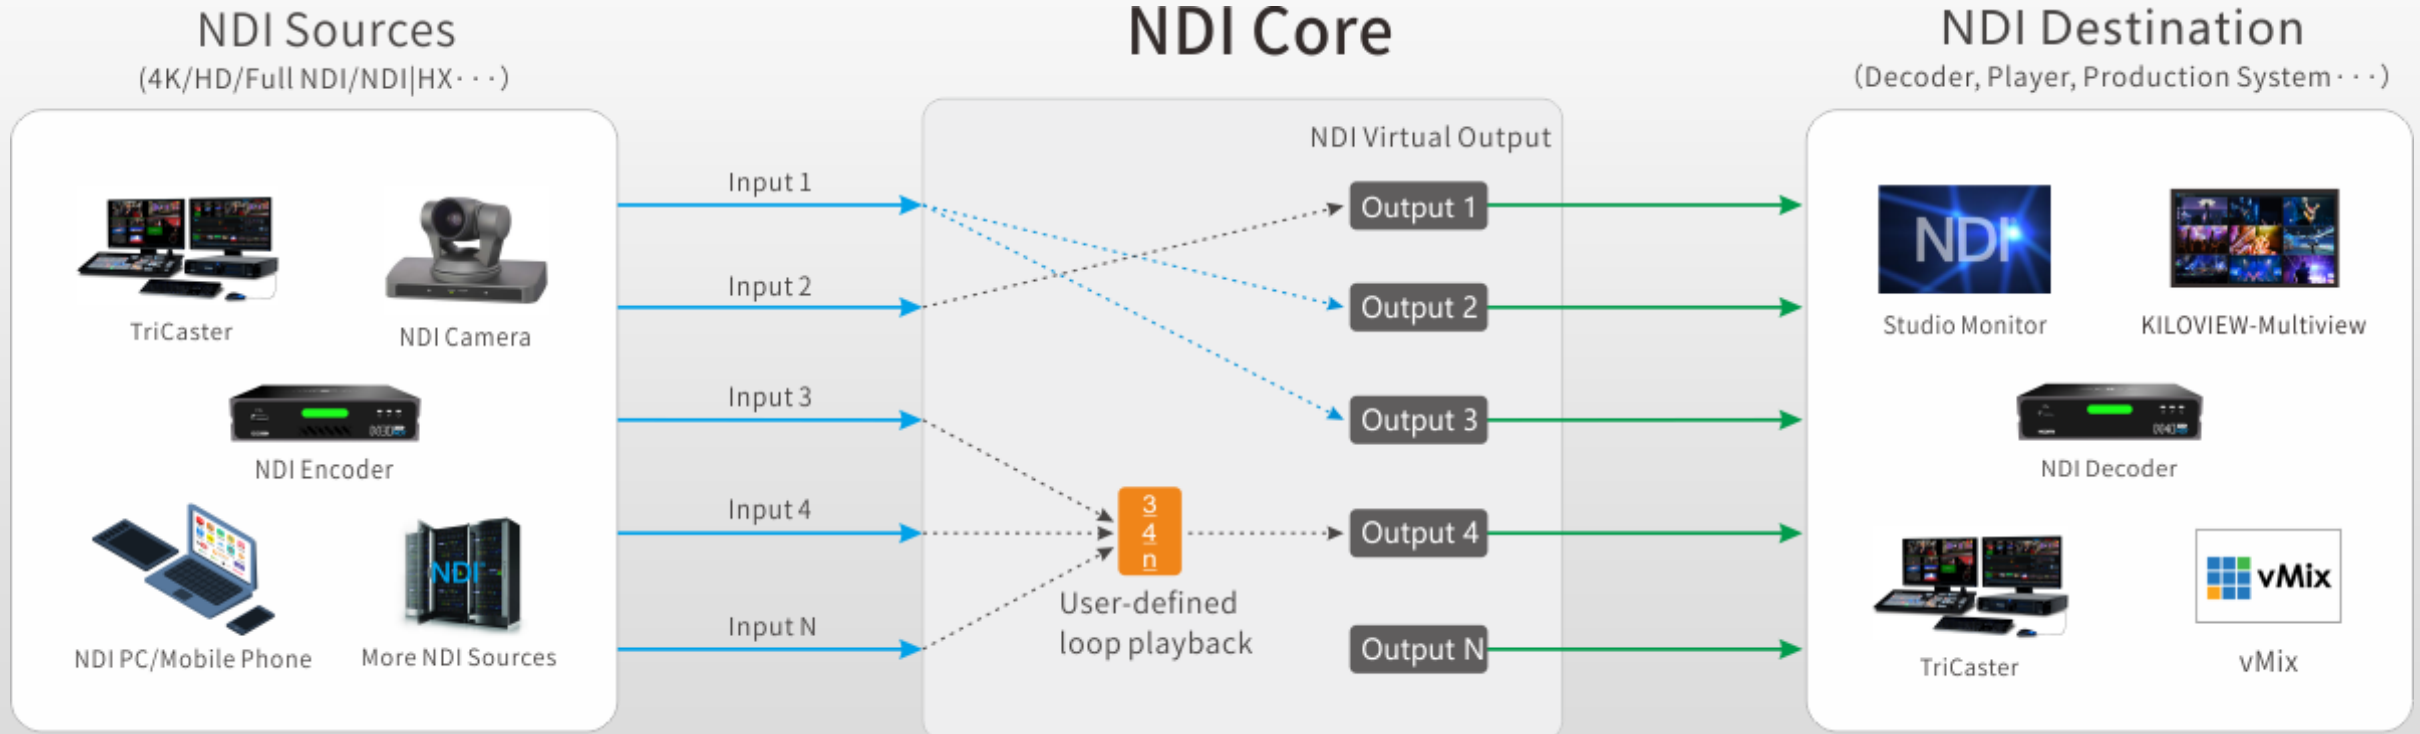 NDI Sources
(4K/HD/Full NDI/NDI|HX···)
TriCaster
NDI Camera
NDI Encoder
NDI
NDI PC/Mobile Phone
More NDI Sources
Input 1
Input 2
Input 3
Input 4
Input N
NDI Core
NDI Virtual Output
Output 1
Output 2
Output 3
3
4
n
Output 4
User-defined
loop playback
Output N
NDI Destination
(Decoder, Player, Production System···)
NDI
Studio Monitor
KILOVIEW-Multiview
NDI Decoder
TriCaster
vMix
vMix